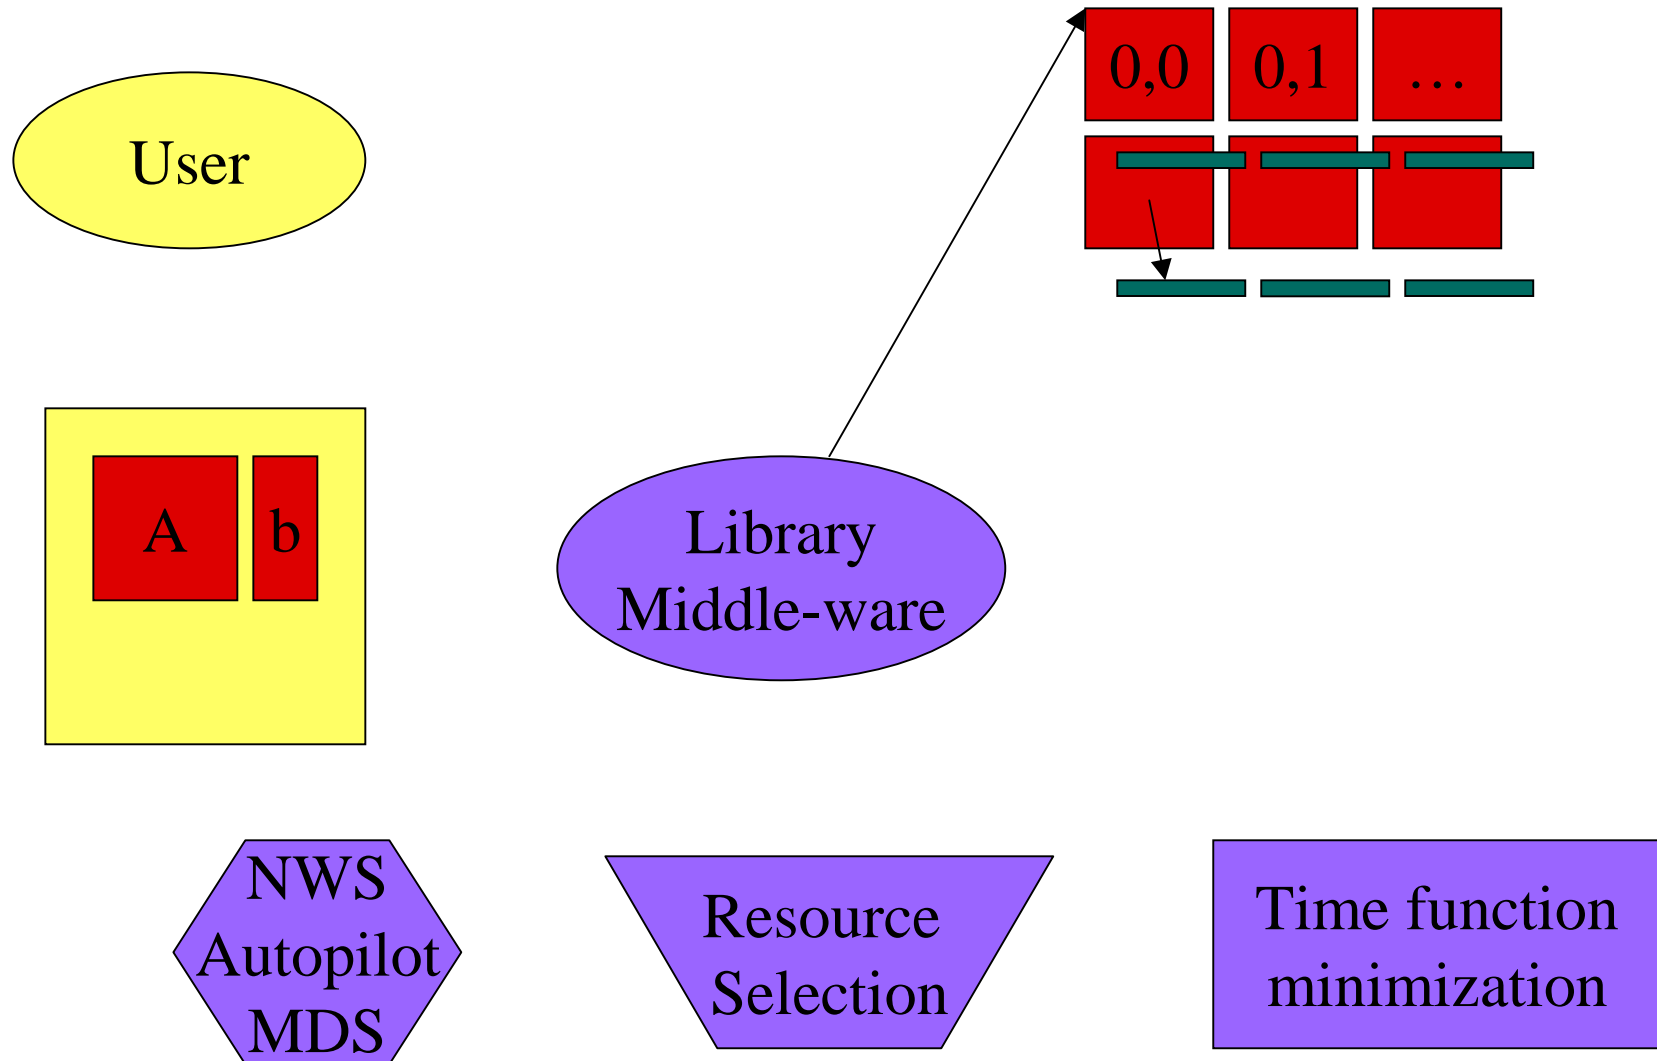 0,0
0,1
…
User
A
b
Library
Middle-ware
NWS
Autopilot
MDS
Resource
Selection
Time function
minimization